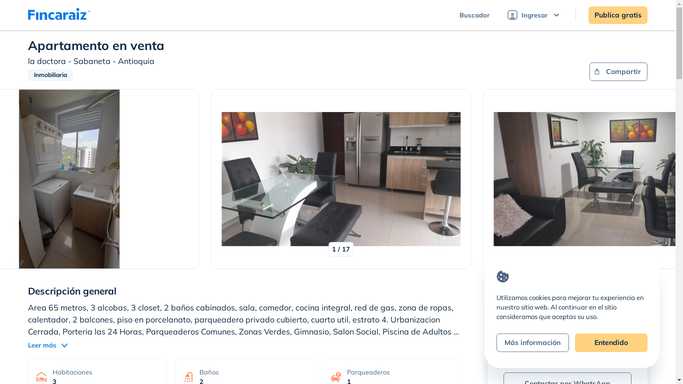 Fincaraiz
Buscador
Ingresar
Publica gratis
Apartamento en venta
la doctora - Sabaneta - Antioquia
Inmobiliaria
Compartir
1 / 17
Descripción general
Area 65 metros, 3 alcobas, 3 closet, 2 baños cabinados, sala, comedor, cocina integral, red de gas, zona de ropas,
calentador, 2 balcones, piso en porcelanato, parqueadero privado cubierto, cuarto util, estrato 4. Urbanizacion
Cerrada, Porteria las 24 Horas, Parqueaderos Comunes, Zonas Verdes, Gimnasio, Salon Social, Piscina de Adultos ...
Leer más
Habitaciones
3
Baños
2
Parqueaderos
1
Utilizamos cookies para mejorar tu experiencia en
nuestro sitio web. Al continuar en el sitio
consideramos que aceptas su uso.
Más información
Entendido
Contactar por WhatsApp